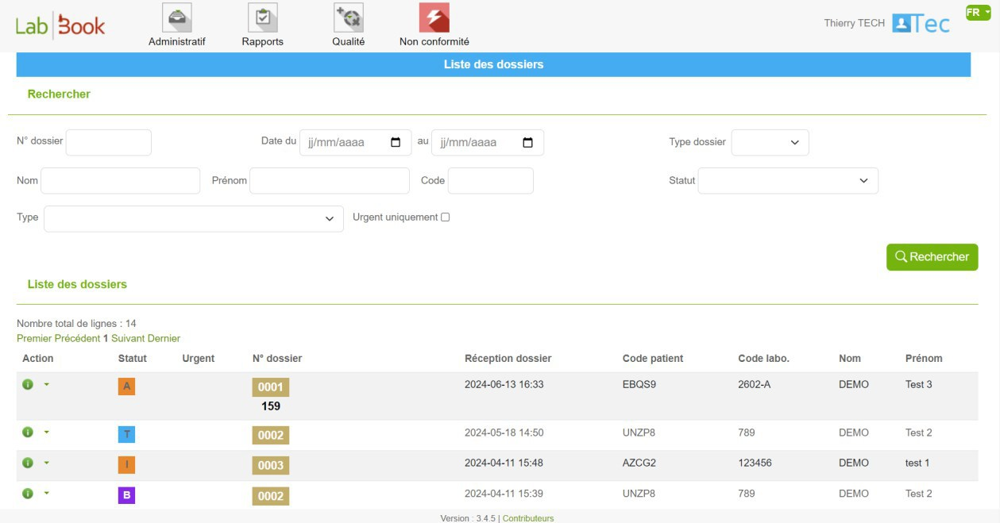 Lab Book
Administratif
Rapports
Qualité
Non conformité
Thierry TECH
Tec
FR
Liste des dossiers
Rechercher
N° dossier
Date du jj/mm/aaaa au jj/mm/aaaa
Type dossier
Nom
Prénom
Code
Statut
Type
Urgent uniquement
Rechercher
Liste des dossiers
Nombre total de lignes : 14
Premier Précédent 1 Suivant Dernier
Action Statut Urgent N° dossier Réception dossier Code patient Code labo. Nom Prénom
A 0001 2024-06-13 16:33 EBQS9 2602-A DEMO Test 3
159
T 0002 2024-05-18 14:50 UNZP8 789 DEMO Test 2
I 0003 2024-04-11 15:48 AZCG2 123456 DEMO test 1
B 0002 2024-04-11 15:39 UNZP8 789 DEMO Test 2
Version : 3.4.5 | Contributeurs